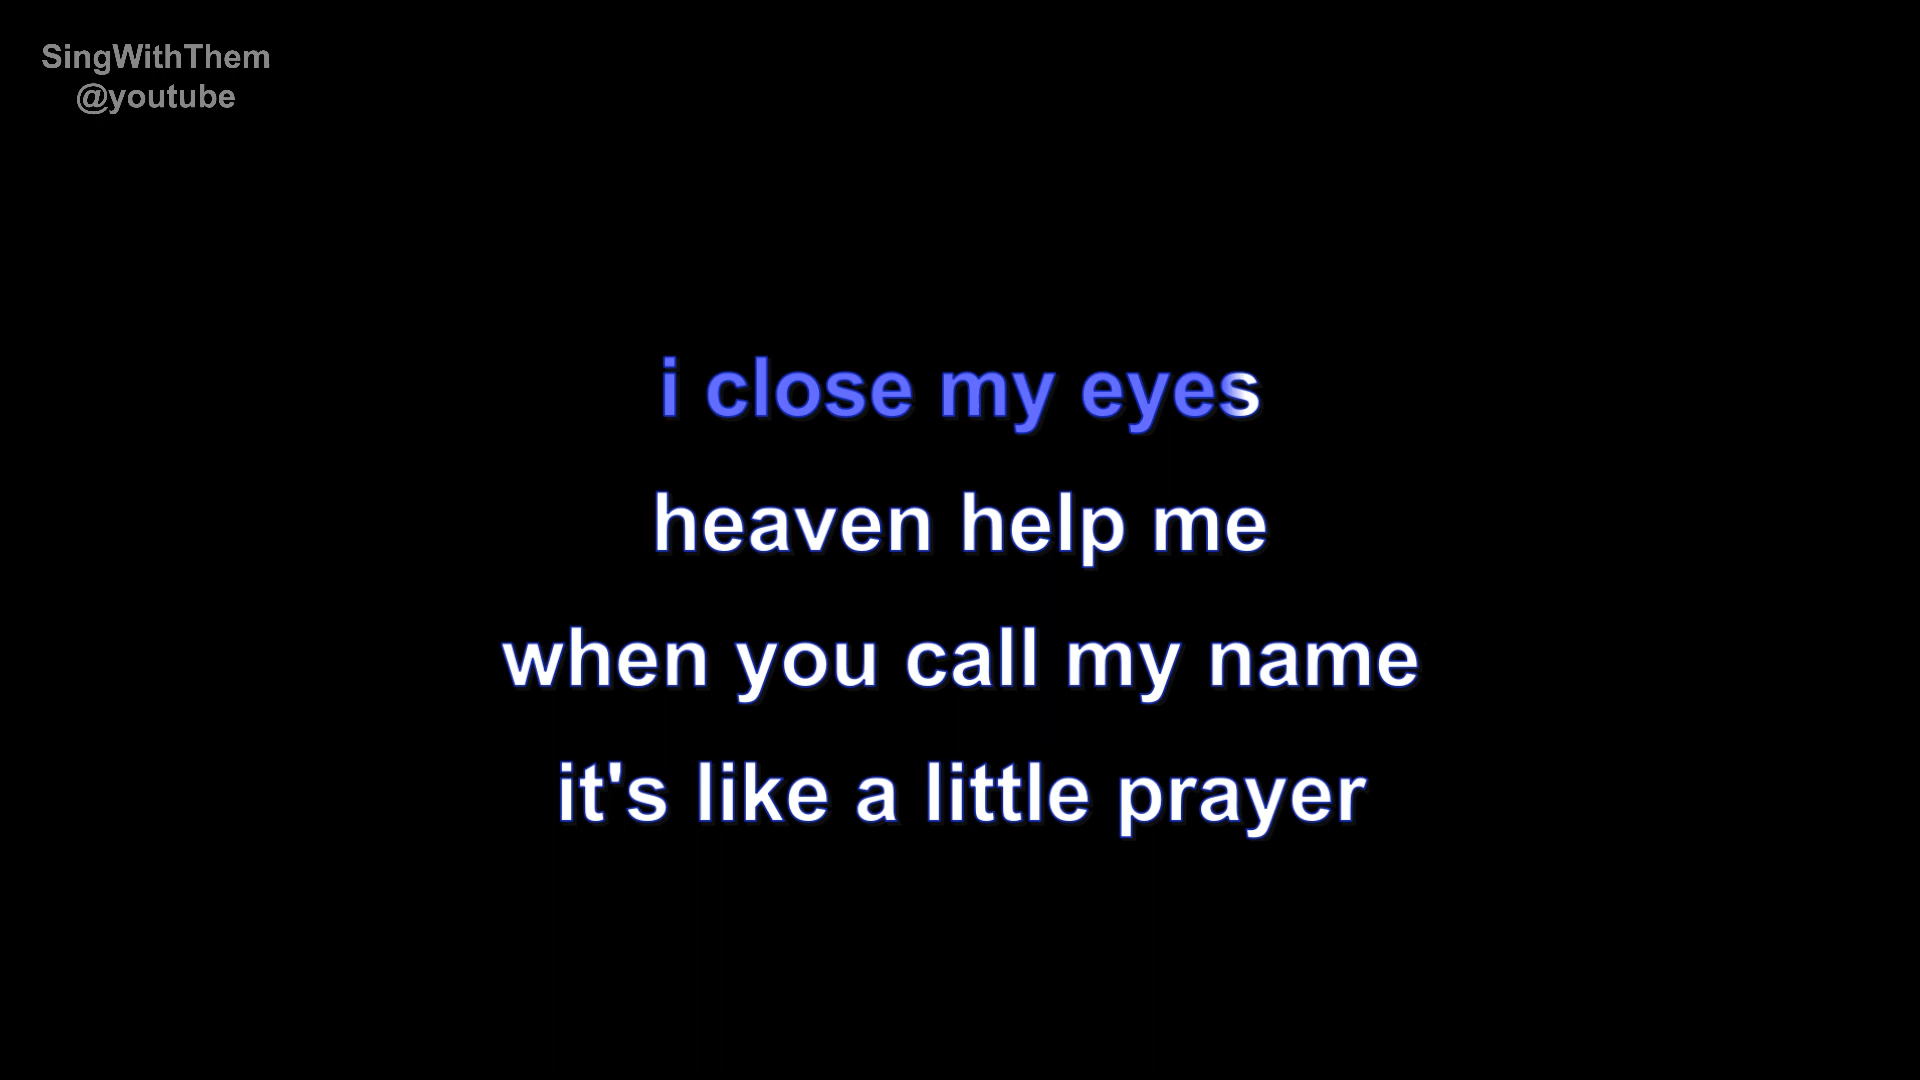 SingWithThem
@youtube
i close my eyes
heaven help me
when you call my name
it's like a little prayer